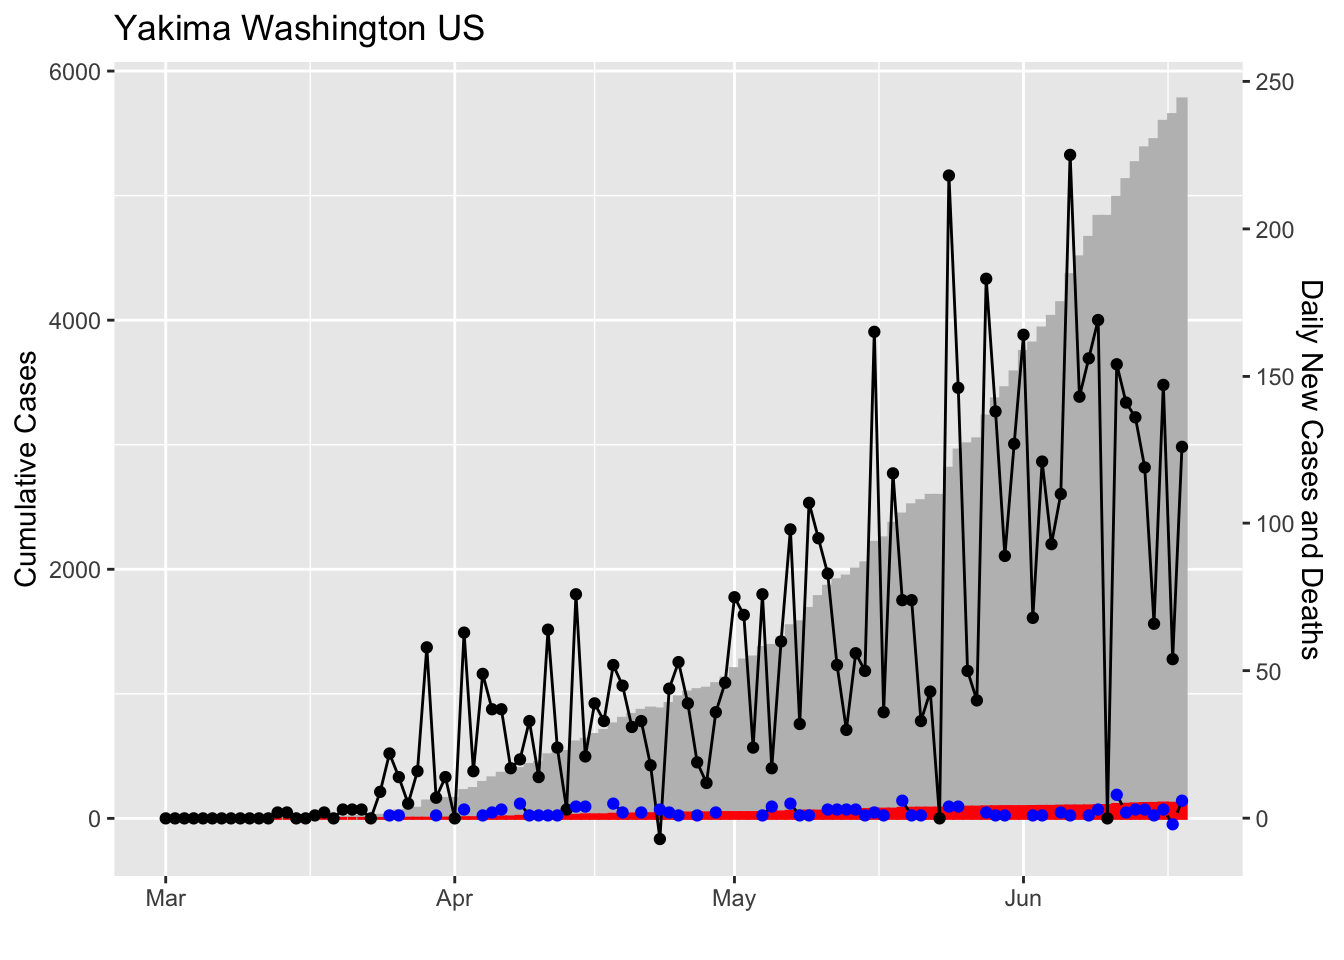 Yakima Washington US
6000
4000
2000
0
Cumulative Cases
250
200
150
100
50
0
Daily New Cases and Deaths
Mar
Apr
May
Jun